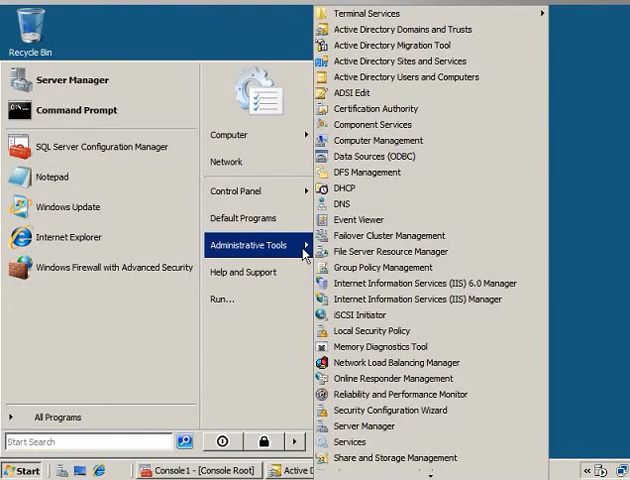 Recycle Bin
Server Manager
Command Prompt
SQL Server Configuration Manager
Notepad
Windows Update
Internet Explorer
Windows Firewall with Advanced Security
All Programs
Start Search
Computer
Network
Control Panel
Default Programs
Administrative Tools
Help and Support
Run...
Terminal Services
Active Directory Domains and Trusts
Active Directory Migration Tool
Active Directory Sites and Services
Active Directory Users and Computers
ADSI Edit
Certification Authority
Component Services
Computer Management
Data Sources (ODBC)
DFS Management
DHCP
DNS
Event Viewer
Failover Cluster Management
File Server Resource Manager
Group Policy Management
Internet Information Services (IIS) 6.0 Manager
Internet Information Services (IIS) Manager
iSCSI Initiator
Local Security Policy
Memory Diagnostics Tool
Network Load Balancing Manager
Online Responder Management
Reliability and Performance Monitor
Security Configuration Wizard
Server Manager
Services
Share and Storage Management
Start
Console1 - [Console Root]
Active D